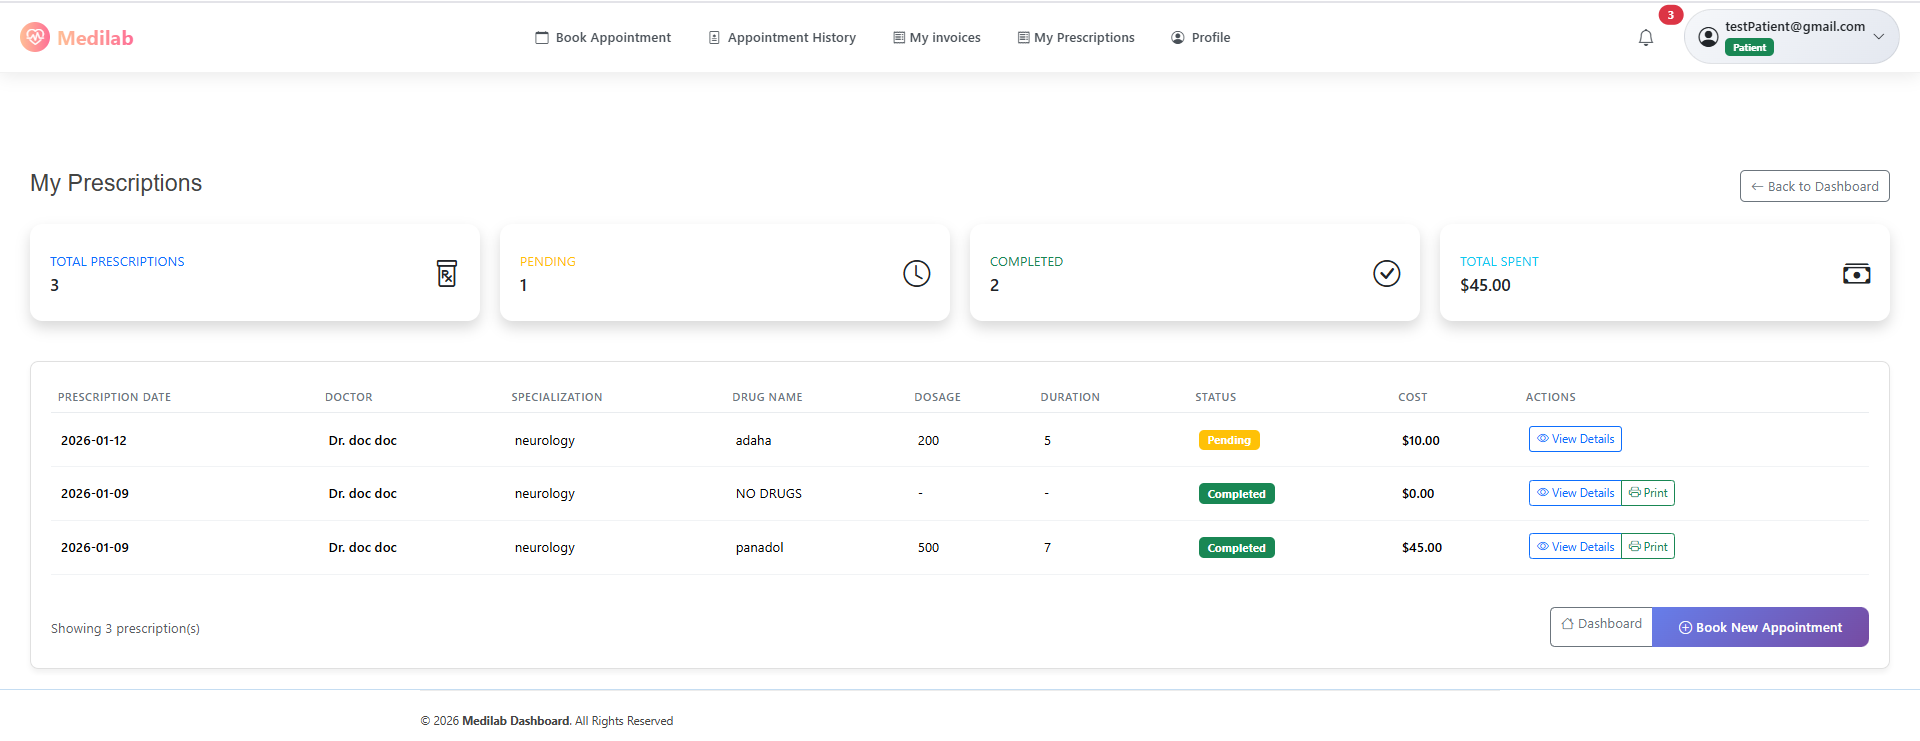 Medilab
Book Appointment Appointment History My invoices My Prescriptions Profile
3
testPatient@gmail.com
Patient
My Prescriptions
Back to Dashboard
TOTAL PRESCRIPTIONS
3
PENDING
1
COMPLETED
2
TOTAL SPENT
$45.00
PRESCRIPTION DATE DOCTOR SPECIALIZATION DRUG NAME DOSAGE DURATION STATUS COST ACTIONS
2026-01-12 Dr. doc doc neurology adaha 200 5 Pending $10.00 View Details
2026-01-09 Dr. doc doc neurology NO DRUGS - - Completed $0.00 View Details Print
2026-01-09 Dr. doc doc neurology panadol 500 7 Completed $45.00 View Details Print
Showing 3 prescription(s)
Dashboard Book New Appointment
© 2026 Medilab Dashboard. All Rights Reserved